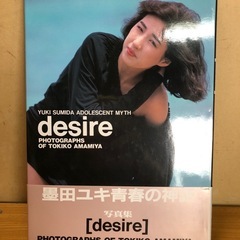 YUKI SUMIDA ADOLESCENT MYTH
desire
PHOTOGRAPHS
OF TOKIKO AMAMIYA
墨田ユキ青春の神話
写真集
[desire]
PHOTOGRAPHS OF TOKIKO AMAMIYA